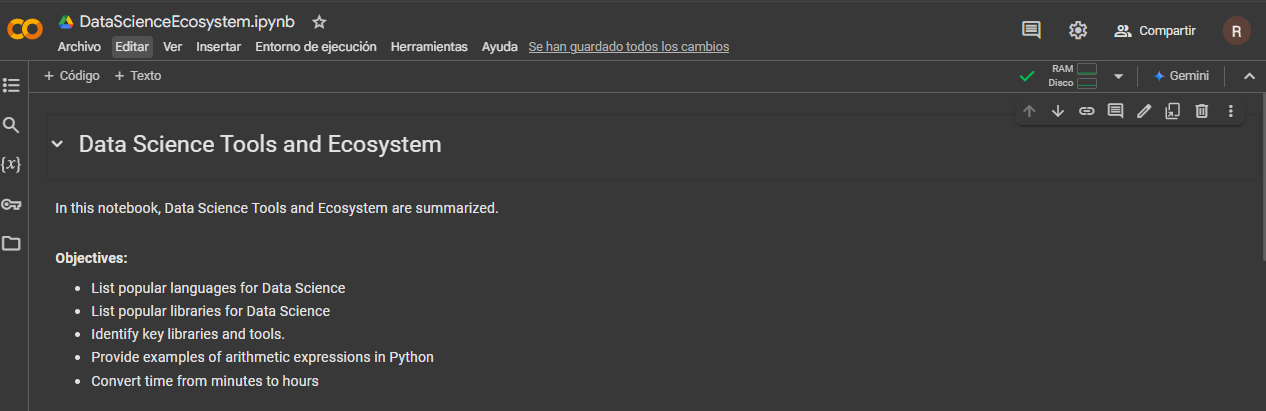 DataScienceEcosystem.ipynb
Archivo Editar Ver Insertar Entorno de ejecución Herramientas Ayuda Se han guardado todos los cambios
Compartir
R
+ Código + Texto
RAM
Disco
Gemini
{x}
Data Science Tools and Ecosystem
In this notebook, Data Science Tools and Ecosystem are summarized.
Objectives:
• List popular languages for Data Science
• List popular libraries for Data Science
• Identify key libraries and tools.
• Provide examples of arithmetic expressions in Python
• Convert time from minutes to hours